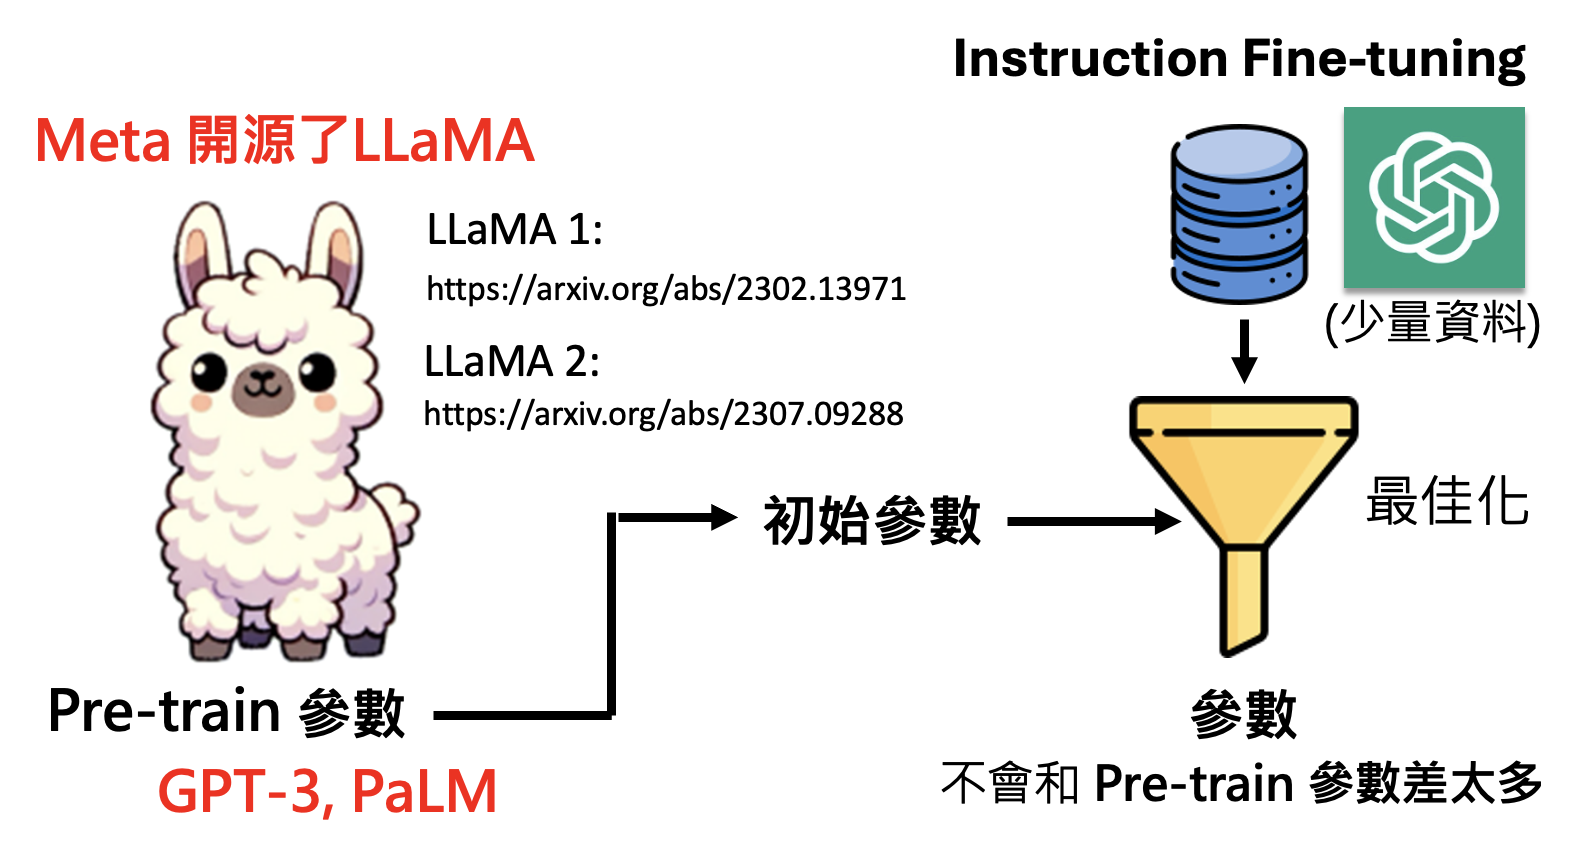 Instruction Fine-tuning
Meta 開源了LLaMA
LLaMA 1:
https://arxiv.org/abs/2302.13971
(少量資料)
LLaMA 2:
https://arxiv.org/abs/2307.09288
初始參數
最佳化
Pre-train 參數
GPT-3, PaLM
參數
不會和 Pre-train 參數差太多